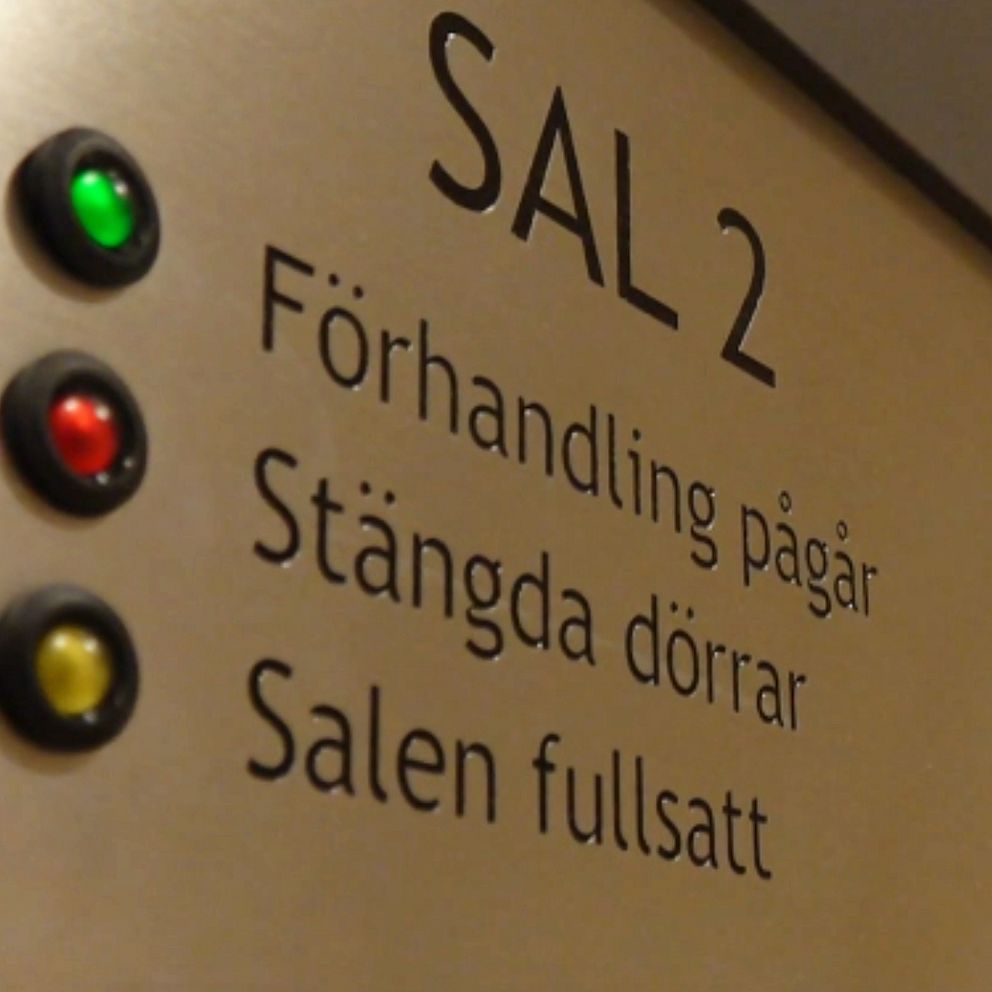 SAL 2
Förhandling pågår
Stängda dörrar
Salen fullsatt